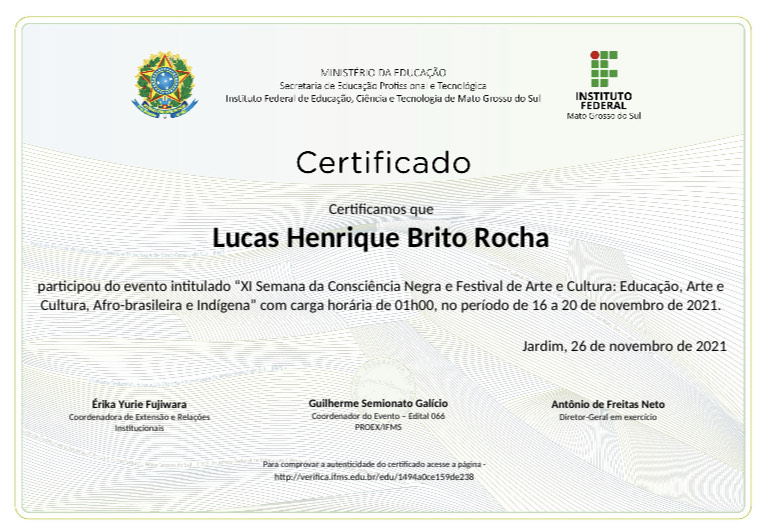 MINISTÉRIO DA EDUCAÇÃO
Secretaria de Educação Profissional e Tecnológica
Instituto Federal de Educação, Ciência e Tecnologia de Mato Grosso do Sul
INSTITUTO
FEDERAL
Mato Grosso do Sul
Certificado
Certificamos que
Lucas Henrique Brito Rocha
participou do evento intitulado “XI Semana da Consciência Negra e Festival de Arte e Cultura: Educação, Arte e
Cultura, Afro-brasileira e Indígena” com carga horária de 01h00, no período de 16 a 20 de novembro de 2021.
Jardim, 26 de novembro de 2021
Érika Yurie Fujiwara
Coordenadora de Extensão e Relações
Institucionais
Guilherme Semionato Galício
Coordenador do Evento – Edital 066
PROEX/IFMS
Antônio de Freitas Neto
Diretor-Geral em exercício
Para comprovar a autenticidade do certificado acesse a página -
http://verifica.ifms.edu.br/edu/1494a0ce159de238